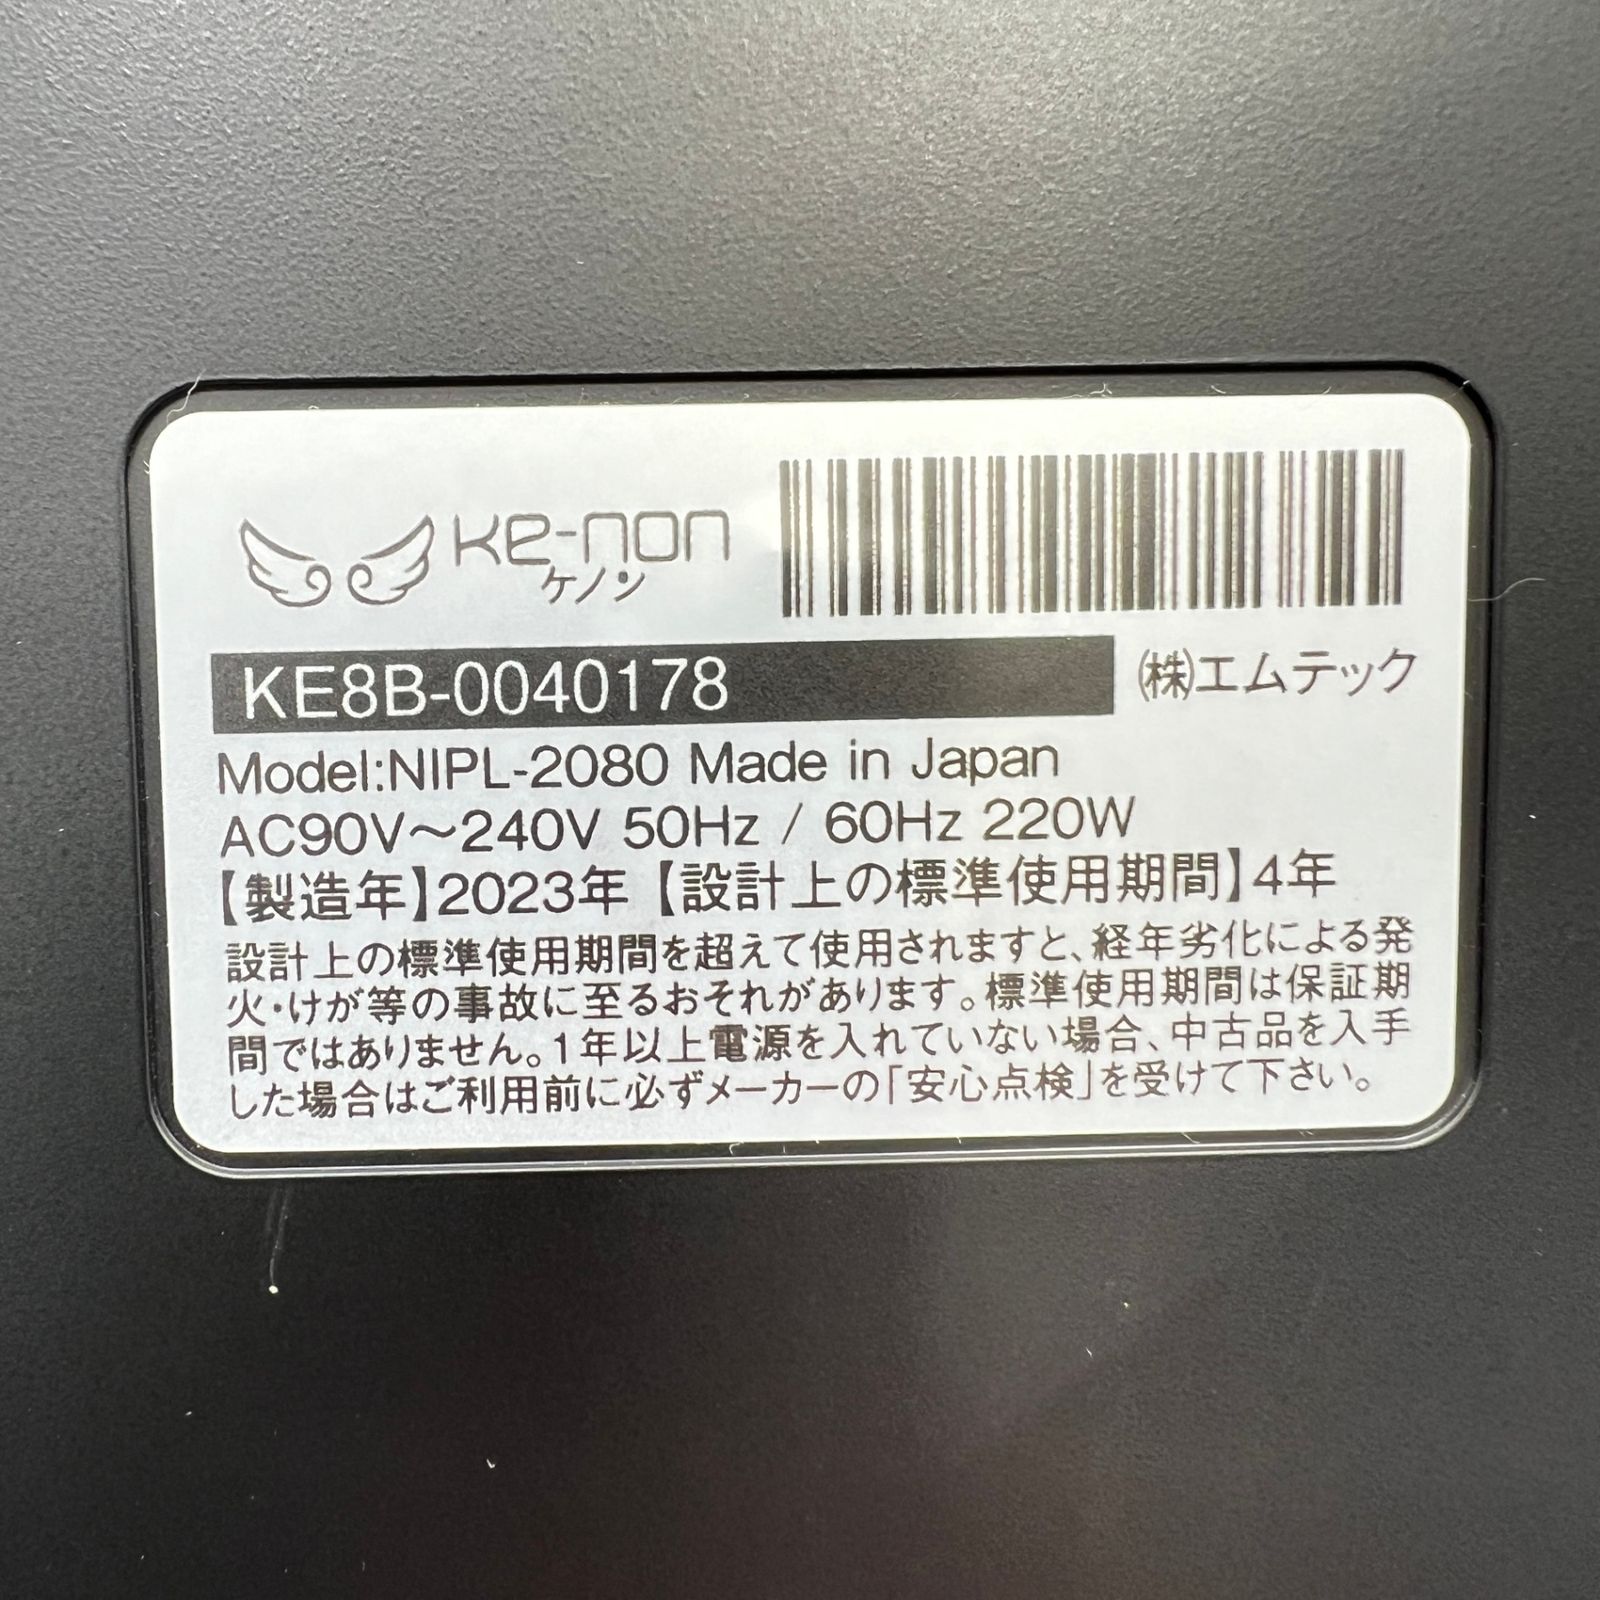 ke-non
ケノン
KE8B-0040178
㈱エムテック
Model:NIPL-2080 Made in Japan
AC90V～240V 50Hz / 60Hz 220W
【製造年】2023年【設計上の標準使用期間】4年
設計上の標準使用期間を超えて使用されますと、経年劣化による発
火・けが等の事故に至るおそれがあります。標準使用期間は保証期
間ではありません。1年以上電源を入れていない場合、中古品を入手
した場合はご利用前に必ずメーカーの「安心点検」を受けて下さい。